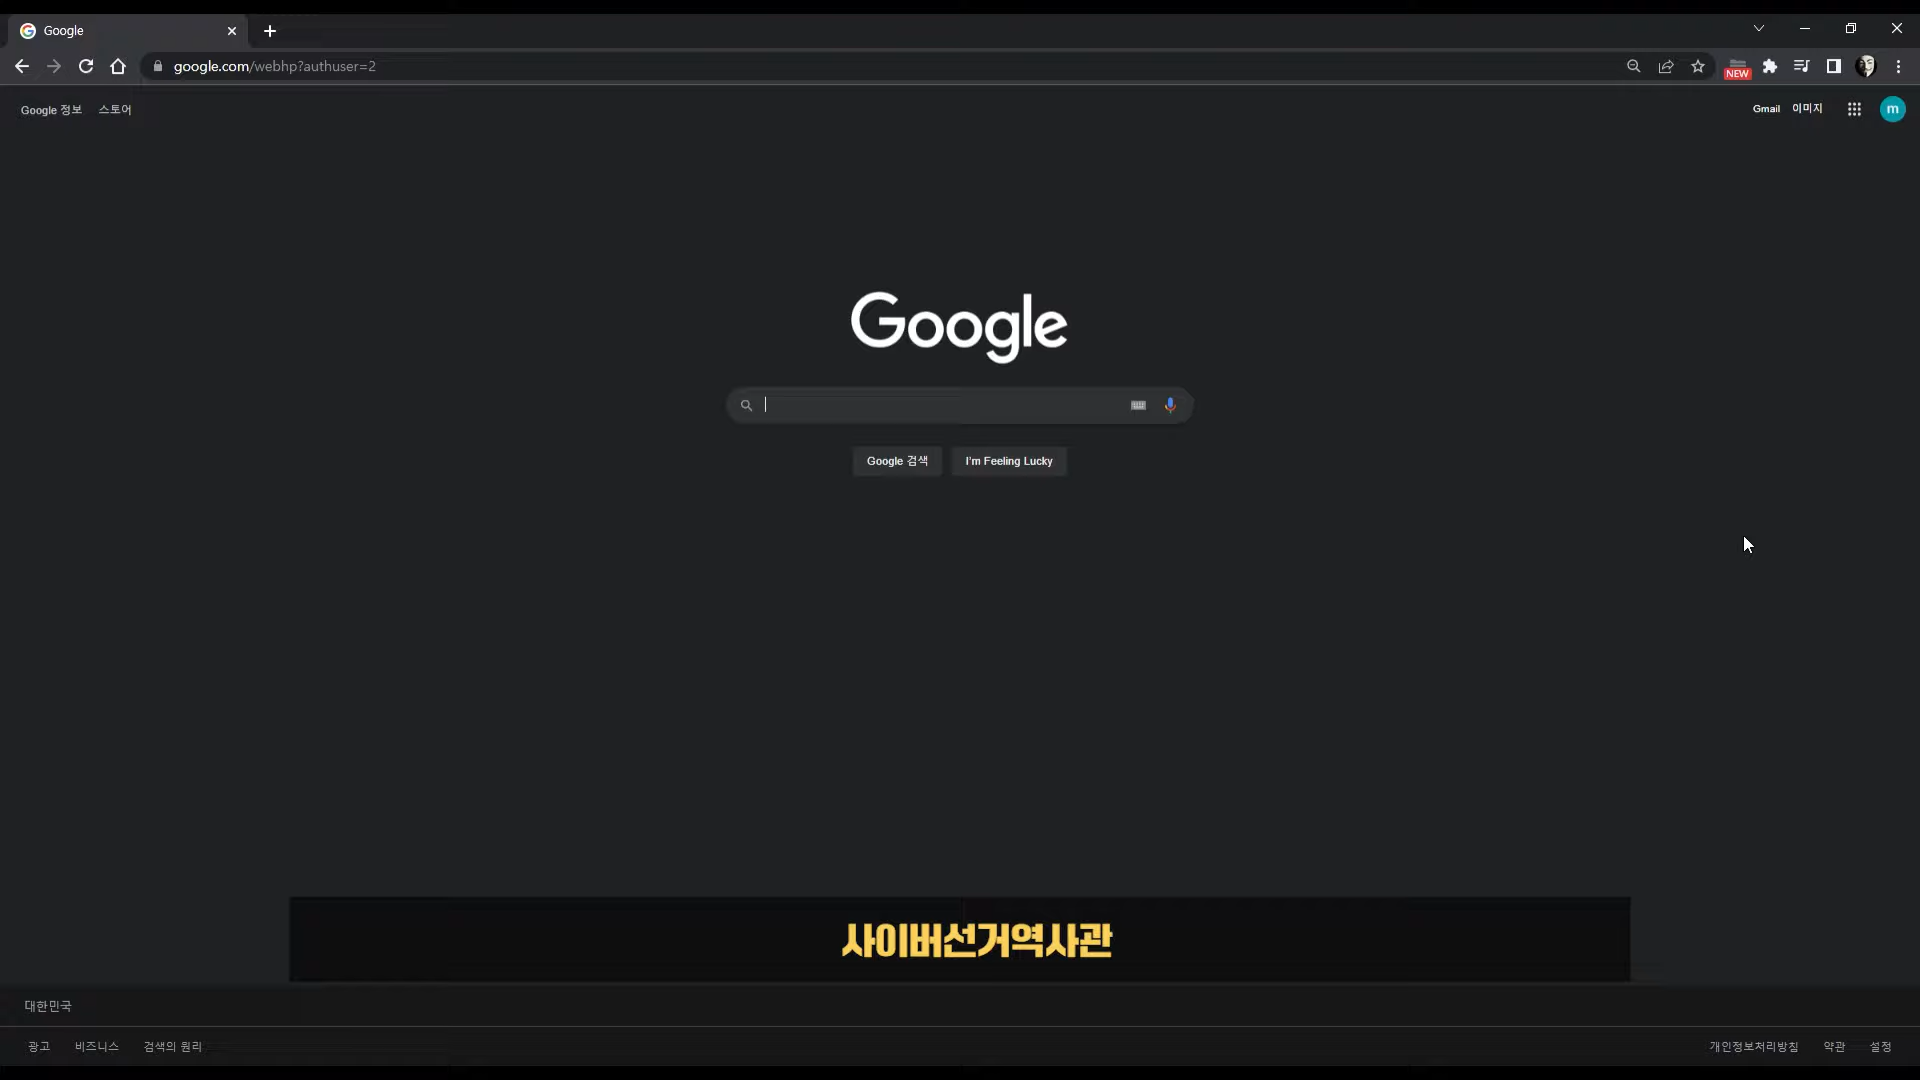 Google
google.com/webhp?authuser=2
NEW
Google 정보 스토어
Gmail 이미지 m
Google
Google 검색 I'm Feeling Lucky
사이버선거역사관
대한민국
광고 비즈니스 검색의 원리 개인정보처리방침 약관 설정